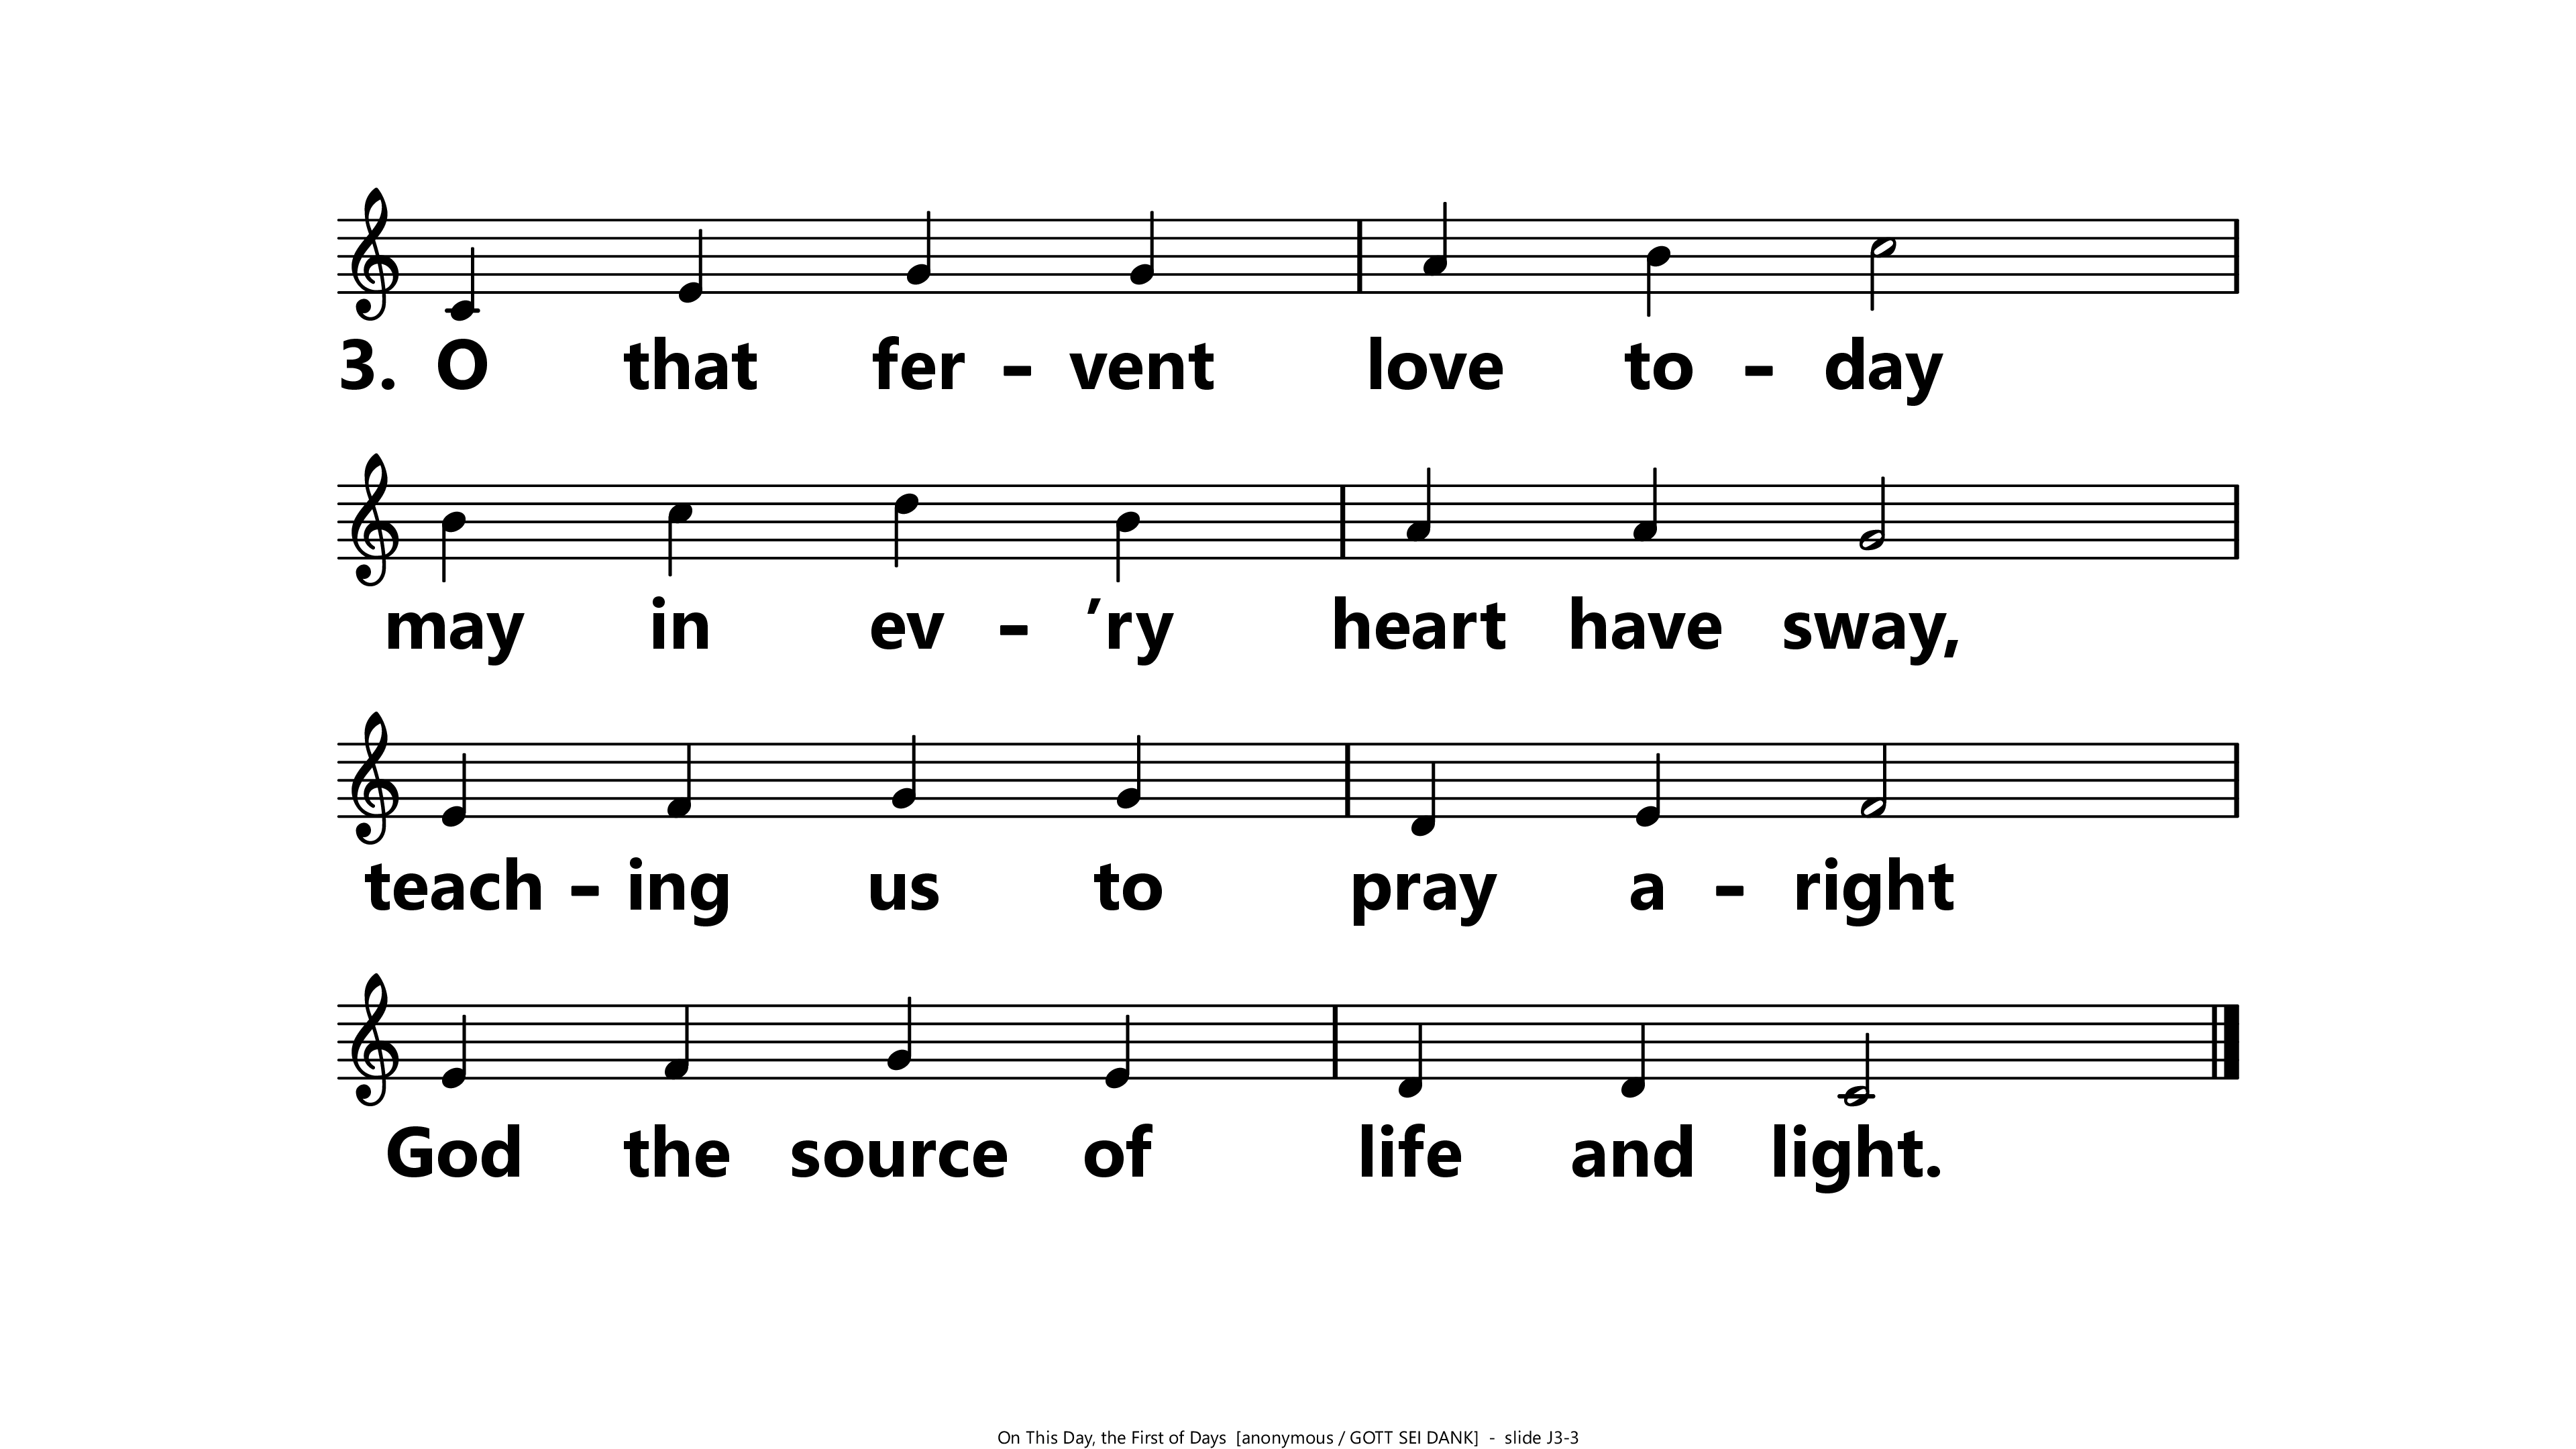 3. O that fer - vent love to - day
may in ev - ’ry heart have sway,
teach - ing us to pray a - right
God the source of life and light.
On This Day, the First of Days [anonymous / GOTT SEI DANK] - slide J3-3